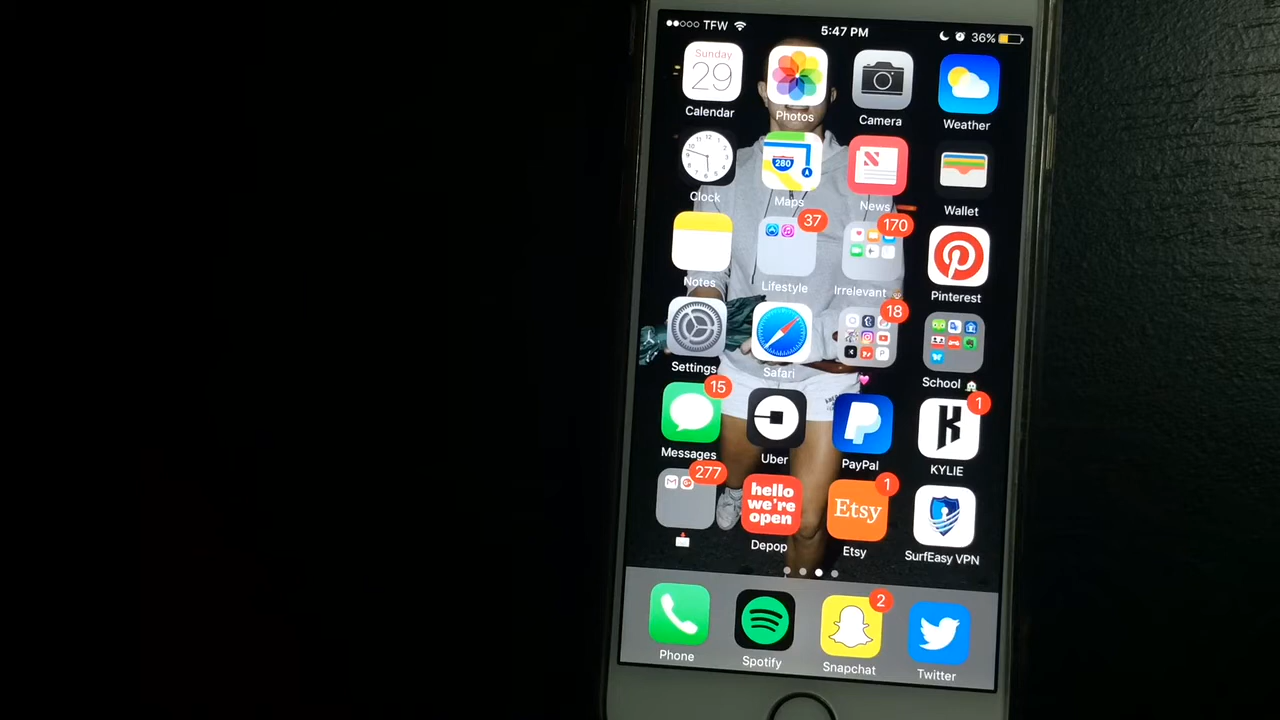 TFW 5:47 PM 36%
Sunday
29
Calendar Photos Camera Weather
280
Clock Maps News Wallet
37 170
Notes Lifestyle Irrelevant Pinterest
18
Settings Safari School
15 1
K
Messages Uber PayPal KYLIE
277 1
hello
we're
open
Etsy
Depop Etsy SurfEasy VPN
2
Phone Spotify Snapchat Twitter